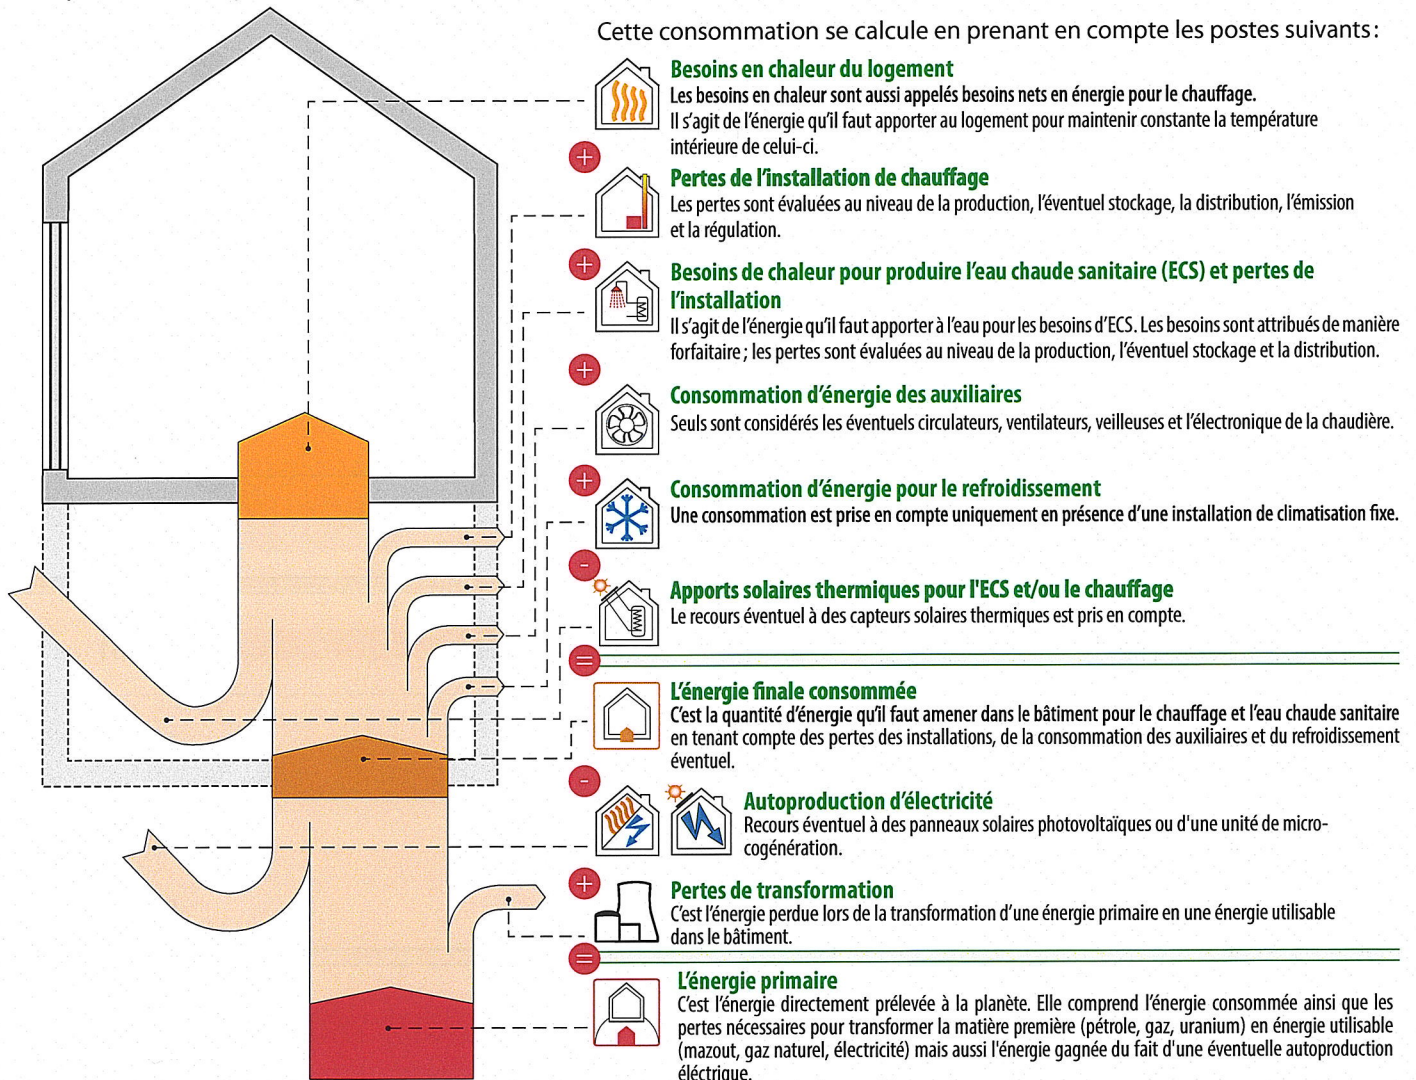 Cette consommation se calcule en prenant en compte les postes suivants :
Besoins en chaleur du logement
Les besoins en chaleur sont aussi appelés besoins nets en énergie pour le chauffage.
Il s'agit de l'énergie qu'il faut apporter au logement pour maintenir constante la température
intérieure de celui-ci.
+
Pertes de l'installation de chauffage
Les pertes sont évaluées au niveau de la production, l'éventuel stockage, la distribution, l'émission
et la régulation.
+
Besoins de chaleur pour produire l'eau chaude sanitaire (ECS) et pertes de
l'installation
Il s'agit de l'énergie qu'il faut apporter à l'eau pour les besoins d'ECS. Les besoins sont attribués de manière
forfaitaire ; les pertes sont évaluées au niveau de la production, l'éventuel stockage et la distribution.
+
Consommation d'énergie des auxiliaires
Seuls sont considérés les éventuels circulateurs, ventilateurs, veilleuses et l'électronique de la chaudière.
+
Consommation d'énergie pour le refroidissement
Une consommation est prise en compte uniquement en présence d'une installation de climatisation fixe.
-
Apports solaires thermiques pour l'ECS et/ou le chauffage
Le recours éventuel à des capteurs solaires thermiques est pris en compte.
=
L'énergie finale consommée
C'est la quantité d'énergie qu'il faut amener dans le bâtiment pour le chauffage et l'eau chaude sanitaire
en tenant compte des pertes des installations, de la consommation des auxiliaires et du refroidissement
éventuel.
-
Autoproduction d'électricité
Recours éventuel à des panneaux solaires photovoltaïques ou d'une unité de micro-
cogénération.
+
Pertes de transformation
C'est l'énergie perdue lors de la transformation d'une énergie primaire en une énergie utilisable
dans le bâtiment.
=
L'énergie primaire
C'est l'énergie directement prélevée à la planète. Elle comprend l'énergie consommée ainsi que les
pertes nécessaires pour transformer la matière première (pétrole, gaz, uranium) en énergie utilisable
(mazout, gaz naturel, électricité) mais aussi l'énergie gagnée du fait d'une éventuelle autoproduction
éléctrique.